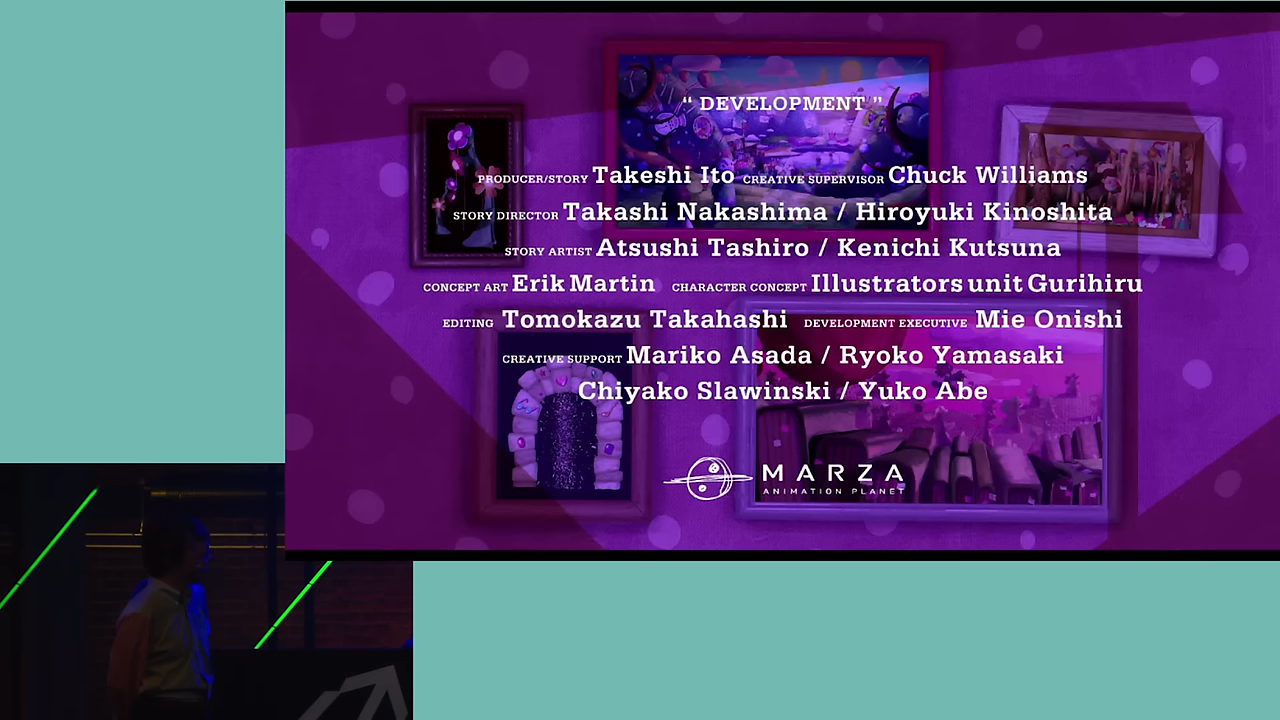 “ DEVELOPMENT ”
PRODUCER/STORY Takeshi Ito CREATIVE SUPERVISOR Chuck Williams
STORY DIRECTOR Takashi Nakashima / Hiroyuki Kinoshita
STORY ARTIST Atsushi Tashiro / Kenichi Kutsuna
CONCEPT ART Erik Martin CHARACTER CONCEPT Illustrators unit Gurihiru
EDITING Tomokazu Takahashi DEVELOPMENT EXECUTIVE Mie Onishi
CREATIVE SUPPORT Mariko Asada / Ryoko Yamasaki
Chiyako Slawinski / Yuko Abe
MARZA
ANIMATION PLANET